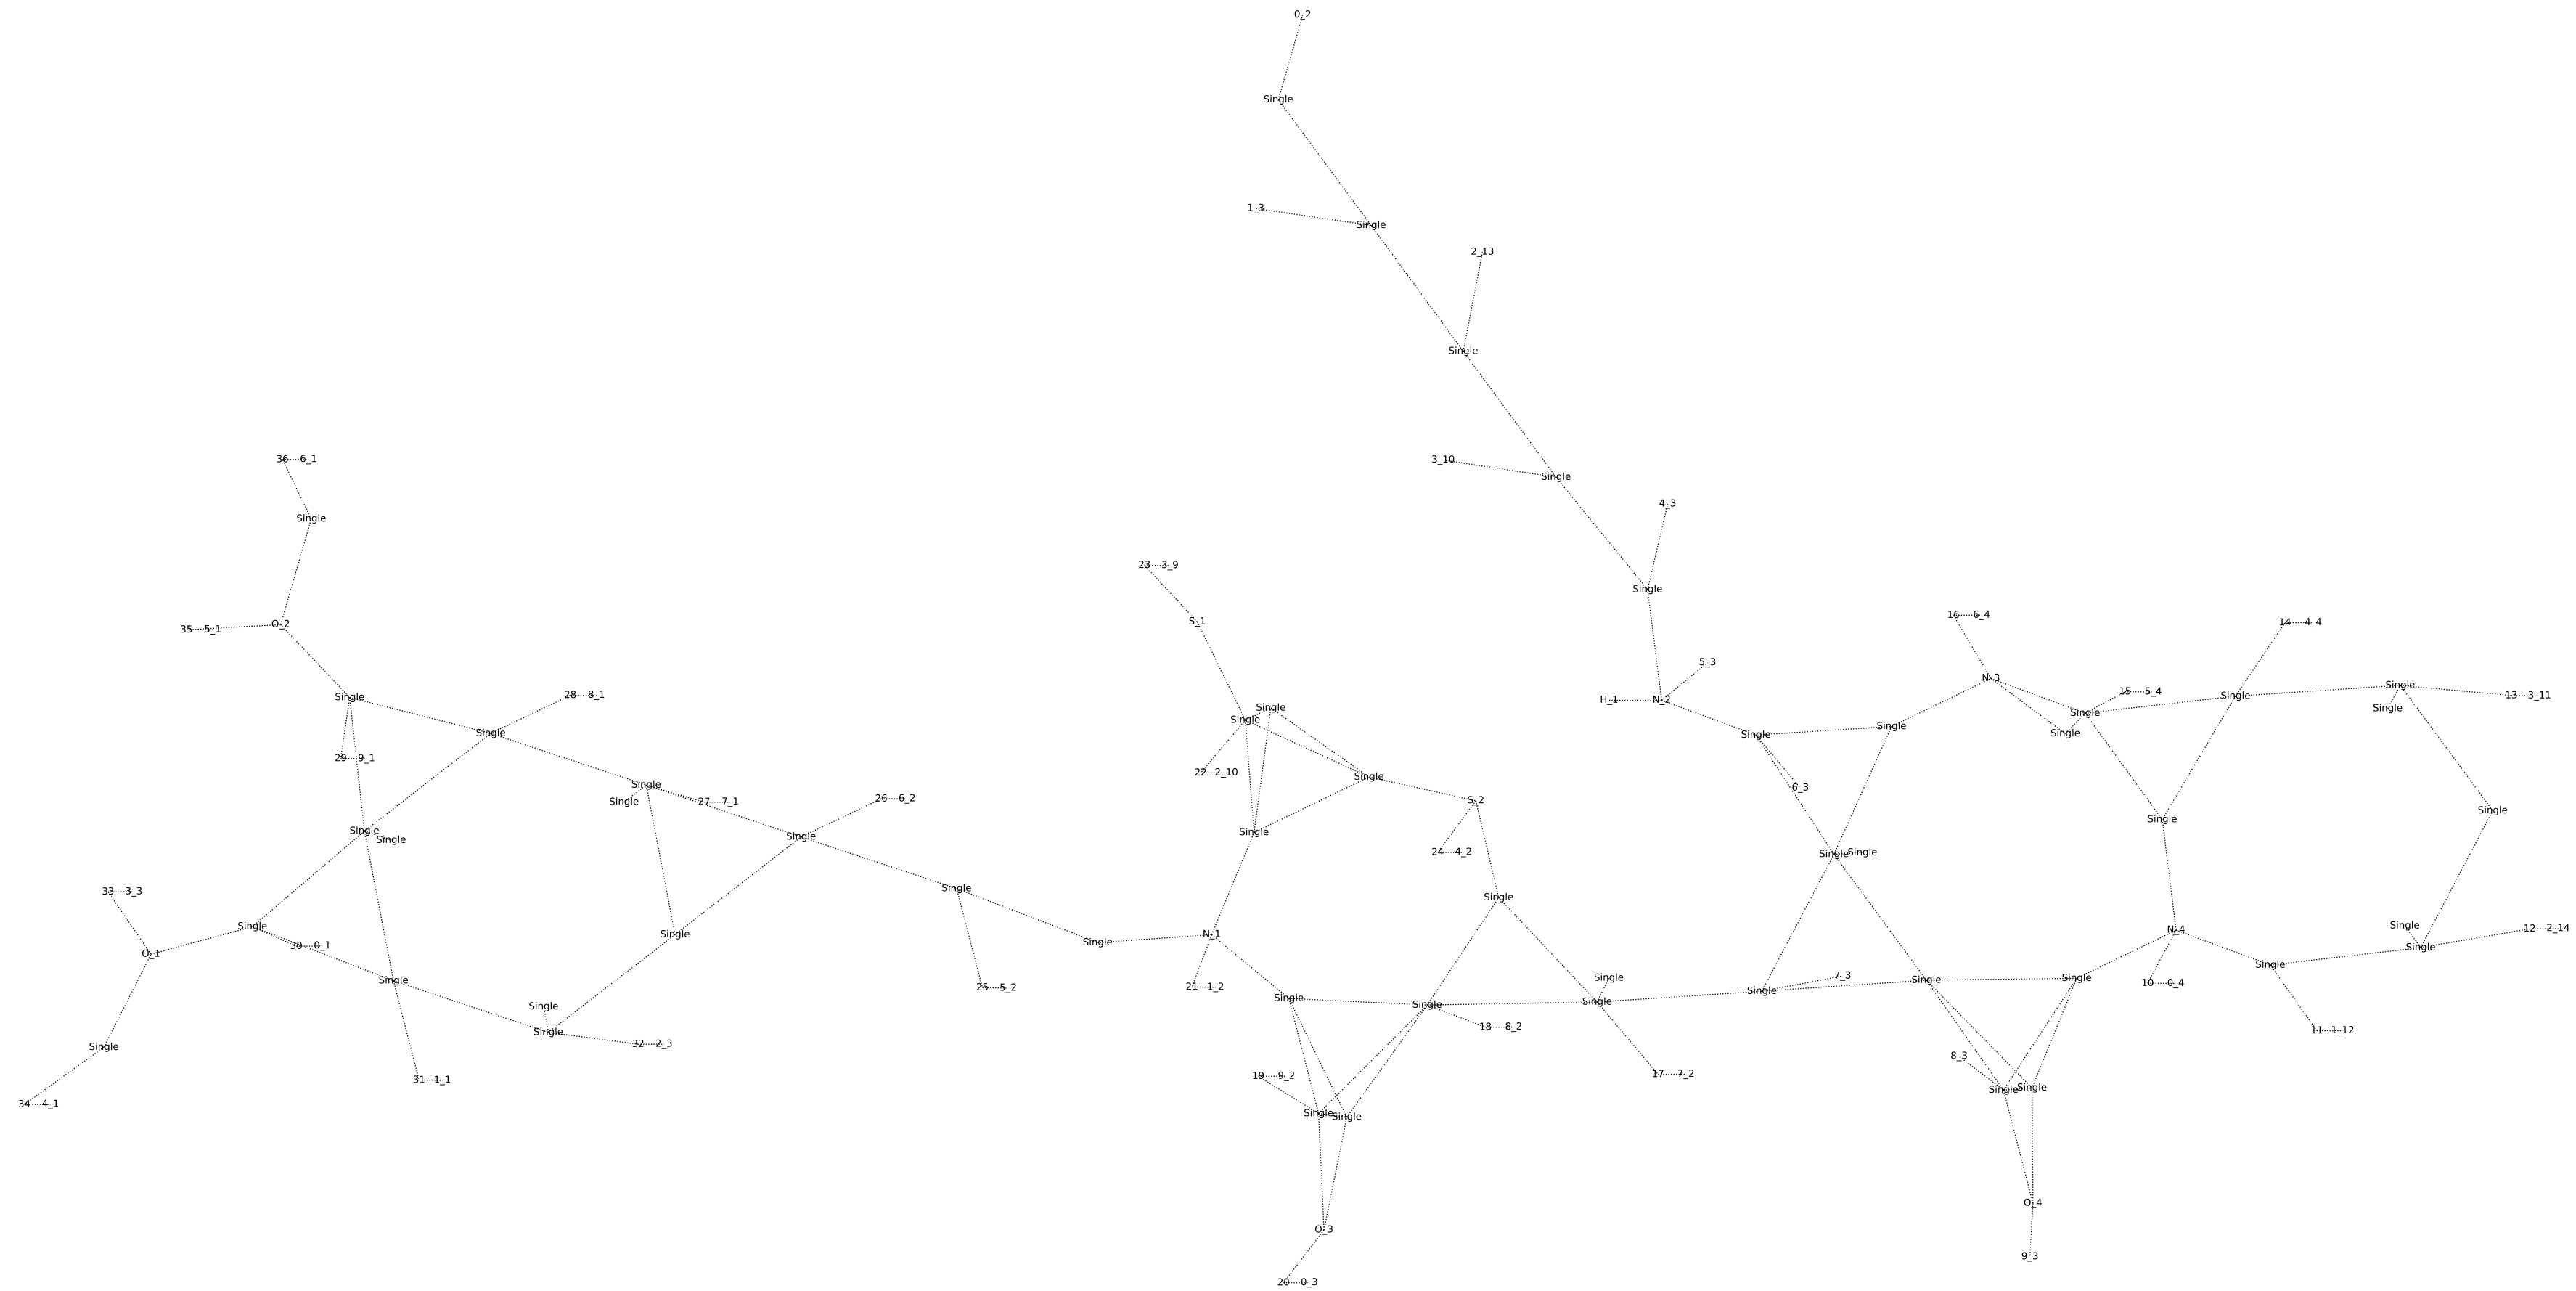 0_2
Single
1_3
Single
2_13
Single
36 6_1
3_10
Single
4_3
Single
23 3_9
Single
16 6_4
S_1
14 4_4
O_2
35 5_1
5_3
N_3
Single
Single
28 8_1
13 3_11
15 5_4
Single
H_1
N_2
Single
Single
Single
Single
Single
Single
Single
Single
Single
29 9_1
22 2_10
Single
Single
6_3
26 6_2
S_2
Single
27 7_1
Single
Single
Single
Single
Single
Single
24 4_2
Single
Single
33 3_3
Single
Single
Single
Single
12 2_14
N_4
Single
N_1
Single
30 0_1
Single
O_1
Single
7_3
Single
Single
Single
Single
10 0_4
21 1_2
25 5_2
Single
Single
Single
Single
Single
18 8_2
11 1_12
Single
32 2_3
Single
8_3
17 7_2
19 9_2
31 1_1
Single
Single
34 4_1
Single
Single
O_4
O_3
9_3
20 0_3